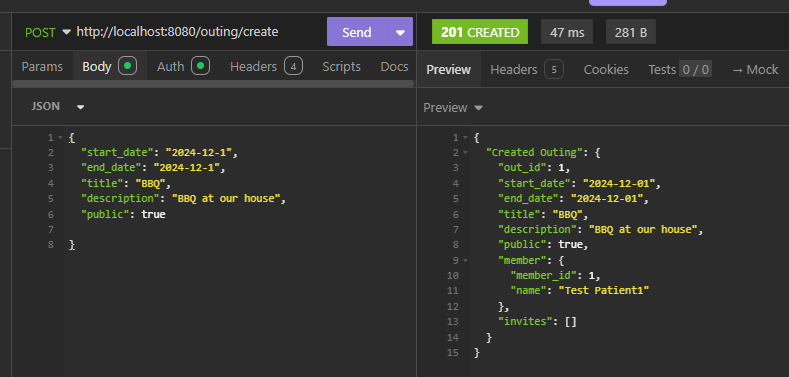 POST http://localhost:8080/outing/create Send
201 CREATED 47 ms 281 B
Params Body Auth Headers 4 Scripts Docs
Preview Headers 5 Cookies Tests 0 / 0 → Mock
JSON
1 {
2 "start_date": "2024-12-1",
3 "end_date": "2024-12-1",
4 "title": "BBQ",
5 "description": "BBQ at our house",
6 "public": true
7
8 }
Preview
1 {
2 "Created Outing": {
3 "out_id": 1,
4 "start_date": "2024-12-01",
5 "end_date": "2024-12-01",
6 "title": "BBQ",
7 "description": "BBQ at our house",
8 "public": true,
9 "member": {
10 "member_id": 1,
11 "name": "Test Patient1"
12 },
13 "invites": []
14 }
15 }